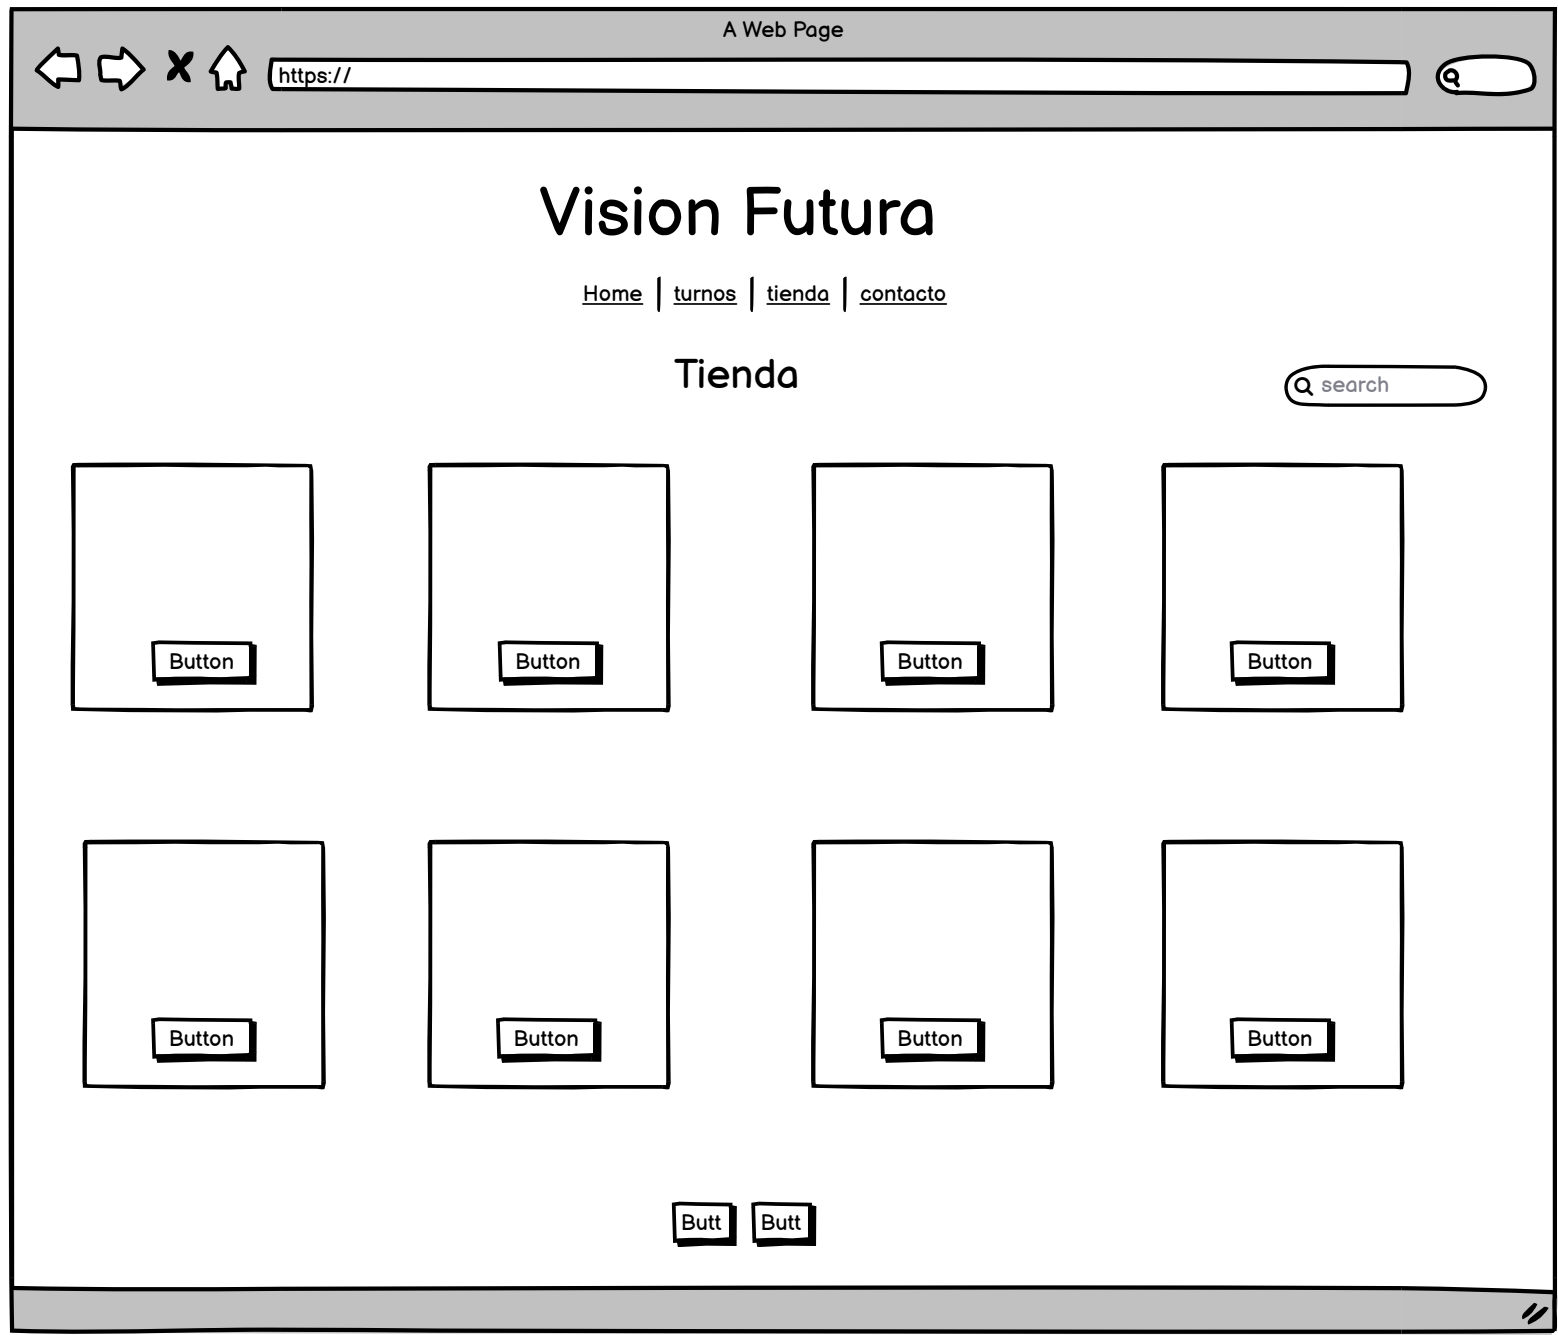 A Web Page
https://
Vision Futura
Home turnos tienda contacto
Tienda
search
Button Button Button Button
Button Button Button Button
Butt Butt